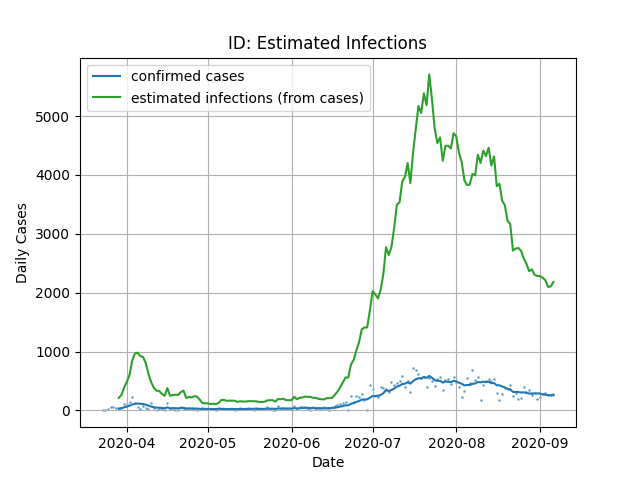 ID: Estimated Infections
confirmed cases
estimated infections (from cases)
Daily Cases
5000
4000
3000
2000
1000
0
2020-04 2020-05 2020-06 2020-07 2020-08 2020-09
Date